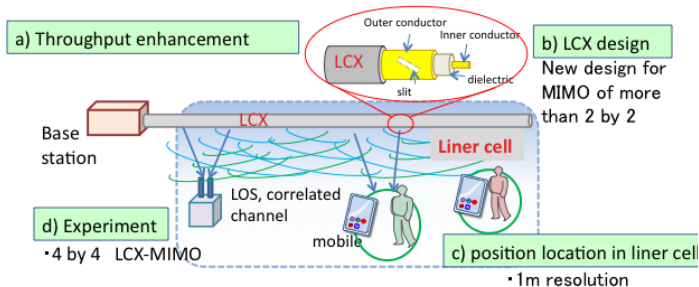 a) Throughput enhancement
Outer conductor
Inner conductor
LCX
dielectric
slit
b) LCX design
New design for
MIMO of more
than 2 by 2
Base
station
LCX
Liner cell
LOS, correlated
channel
mobile
d) Experiment
・4 by 4 LCX-MIMO
c) position location in liner cell
・1m resolution